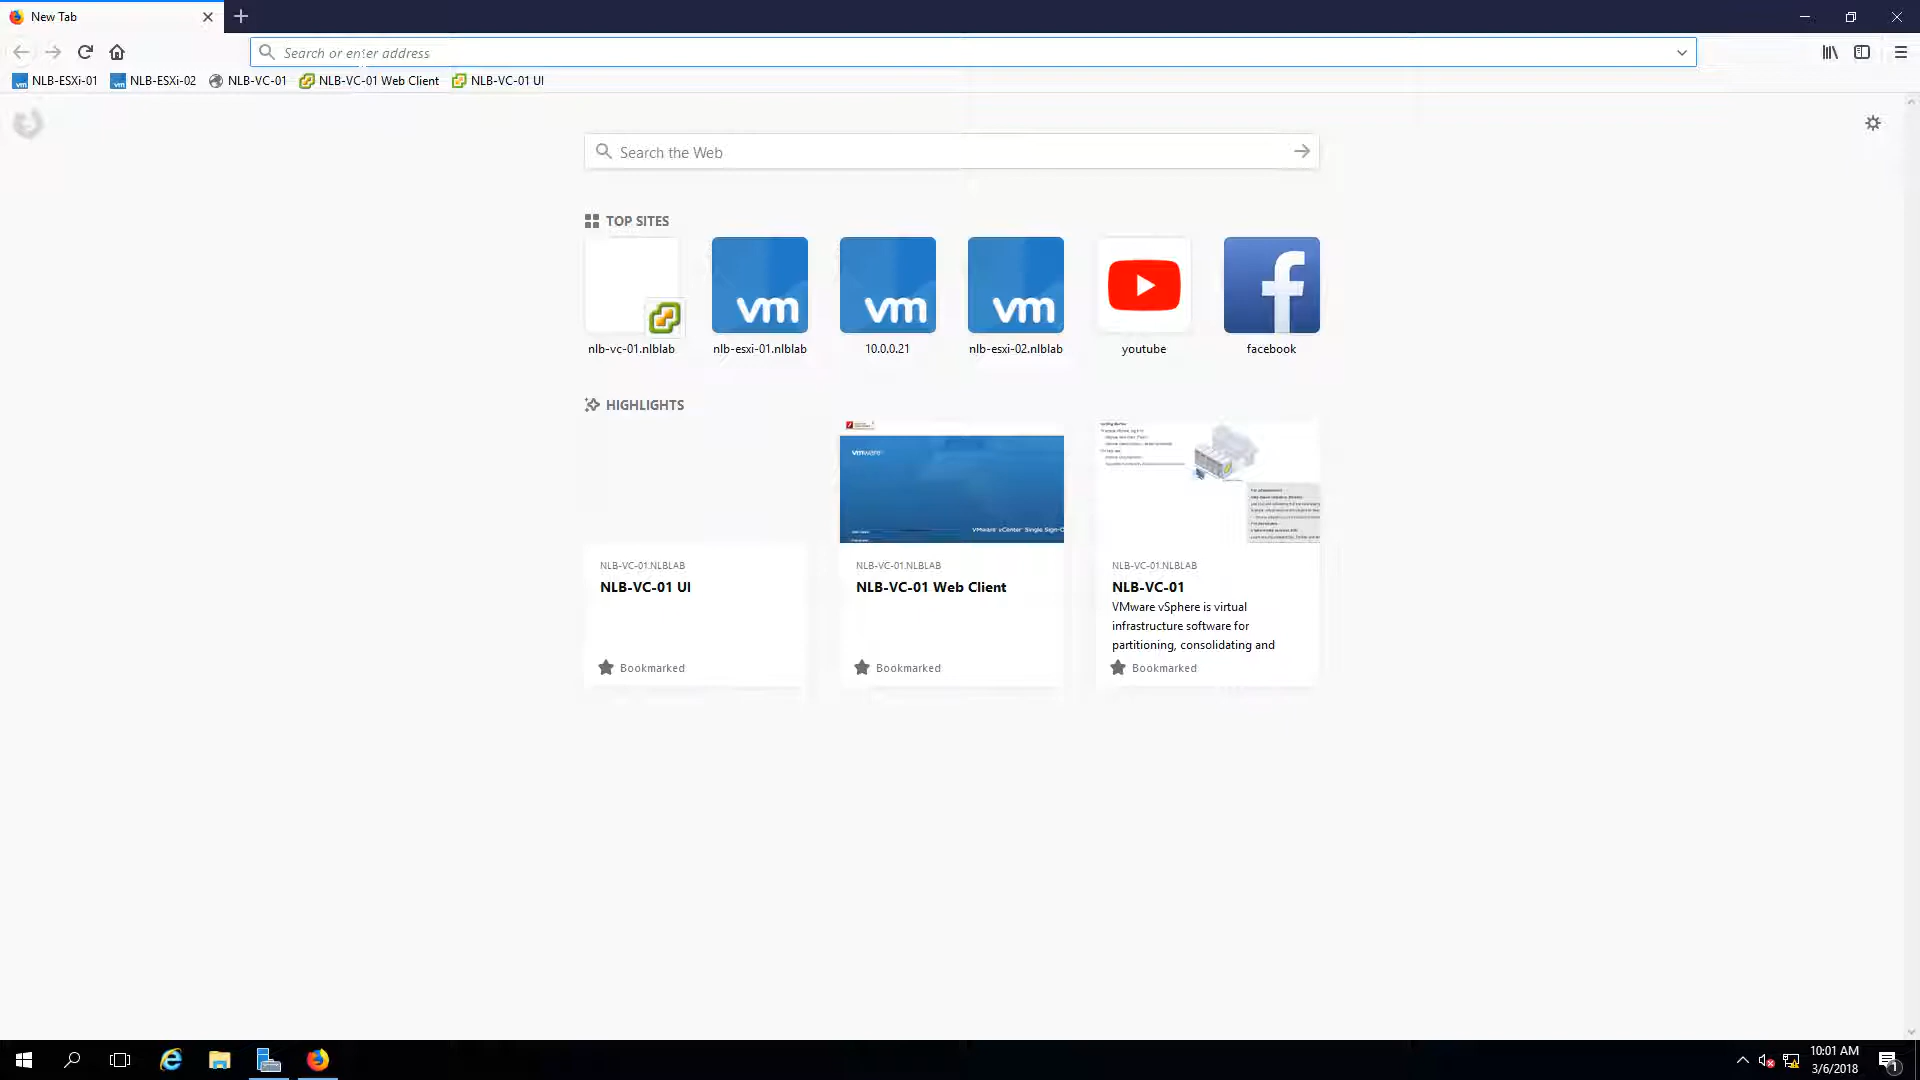 New Tab
Search or enter address
NLB-ESXi-01
NLB-ESXi-02
NLB-VC-01
NLB-VC-01 Web Client
NLB-VC-01 UI
Search the Web
TOP SITES
vm
vm
vm
f
nlb-vc-01.nlblab
nlb-esxi-01.nlblab
10.0.0.21
nlb-esxi-02.nlblab
youtube
facebook
HIGHLIGHTS
vmware
VMware vCenter Single Sign-O
NLB-VC-01.NLBLAB
NLB-VC-01 UI
Bookmarked
NLB-VC-01.NLBLAB
NLB-VC-01 Web Client
Bookmarked
NLB-VC-01.NLBLAB
NLB-VC-01
VMware vSphere is virtual
infrastructure software for
partitioning, consolidating and
Bookmarked
10:01 AM
3/6/2018
1